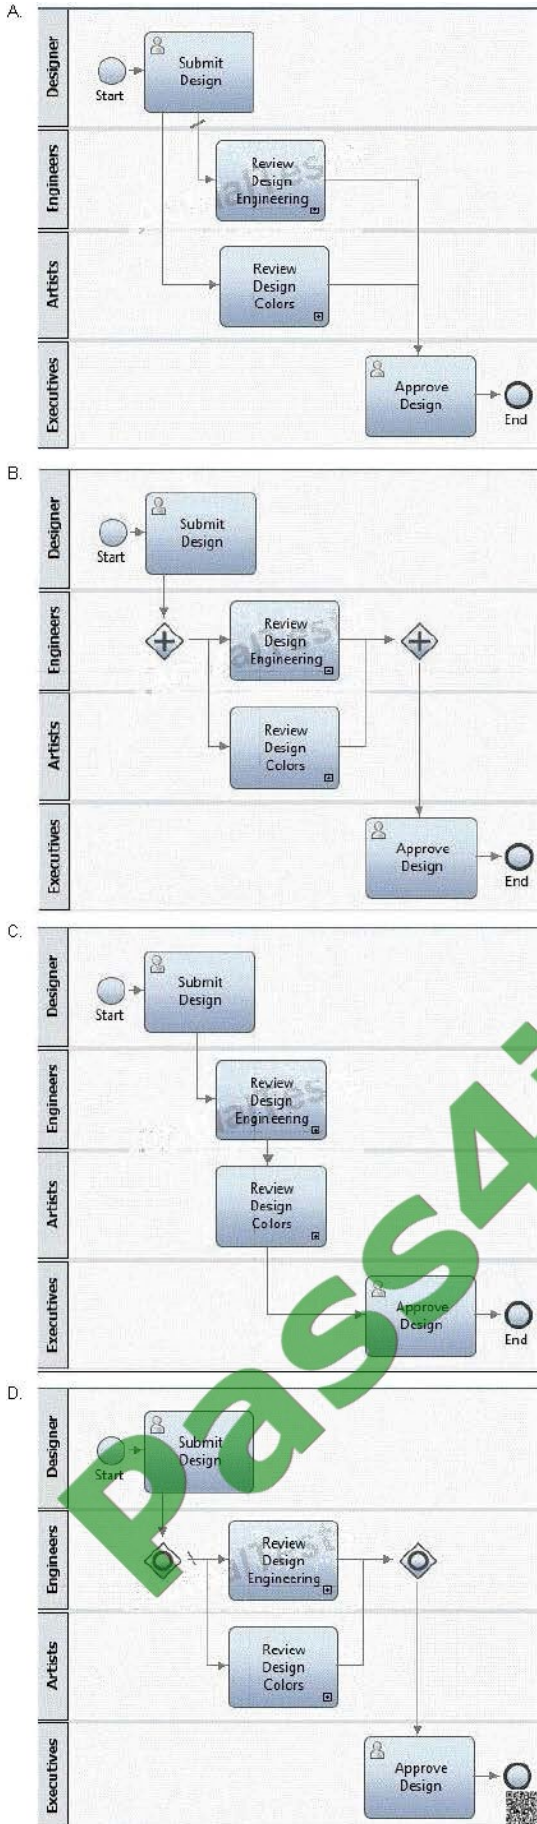 A.
Designer
Submit
Design
Start
Engineers
Review
Design
Engineering
Artists
Review
Design
Colors
Executives
Approve
Design
End
B.
Designer
Submit
Design
Start
Engineers
Review
Design
Engineering
Artists
Review
Design
Colors
Executives
Approve
Design
End
C.
Designer
Submit
Design
Start
Engineers
Review
Design
Engineering
Artists
Review
Design
Colors
Executives
Approve
Design
End
D.
Designer
Submit
Design
Start
Engineers
Review
Design
Engineering
Artists
Review
Design
Colors
Executives
Approve
Design